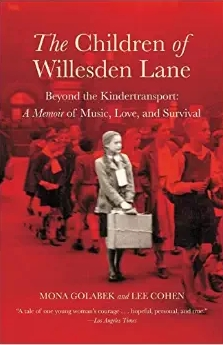 The Children of
Willesden Lane
Beyond the Kindertransport:
A Memoir of Music, Love, and Survival
MONA GOLABEK and LEE COHEN
"A tale of one young woman's courage . . . hopeful, personal, and true."
—Los Angeles Times